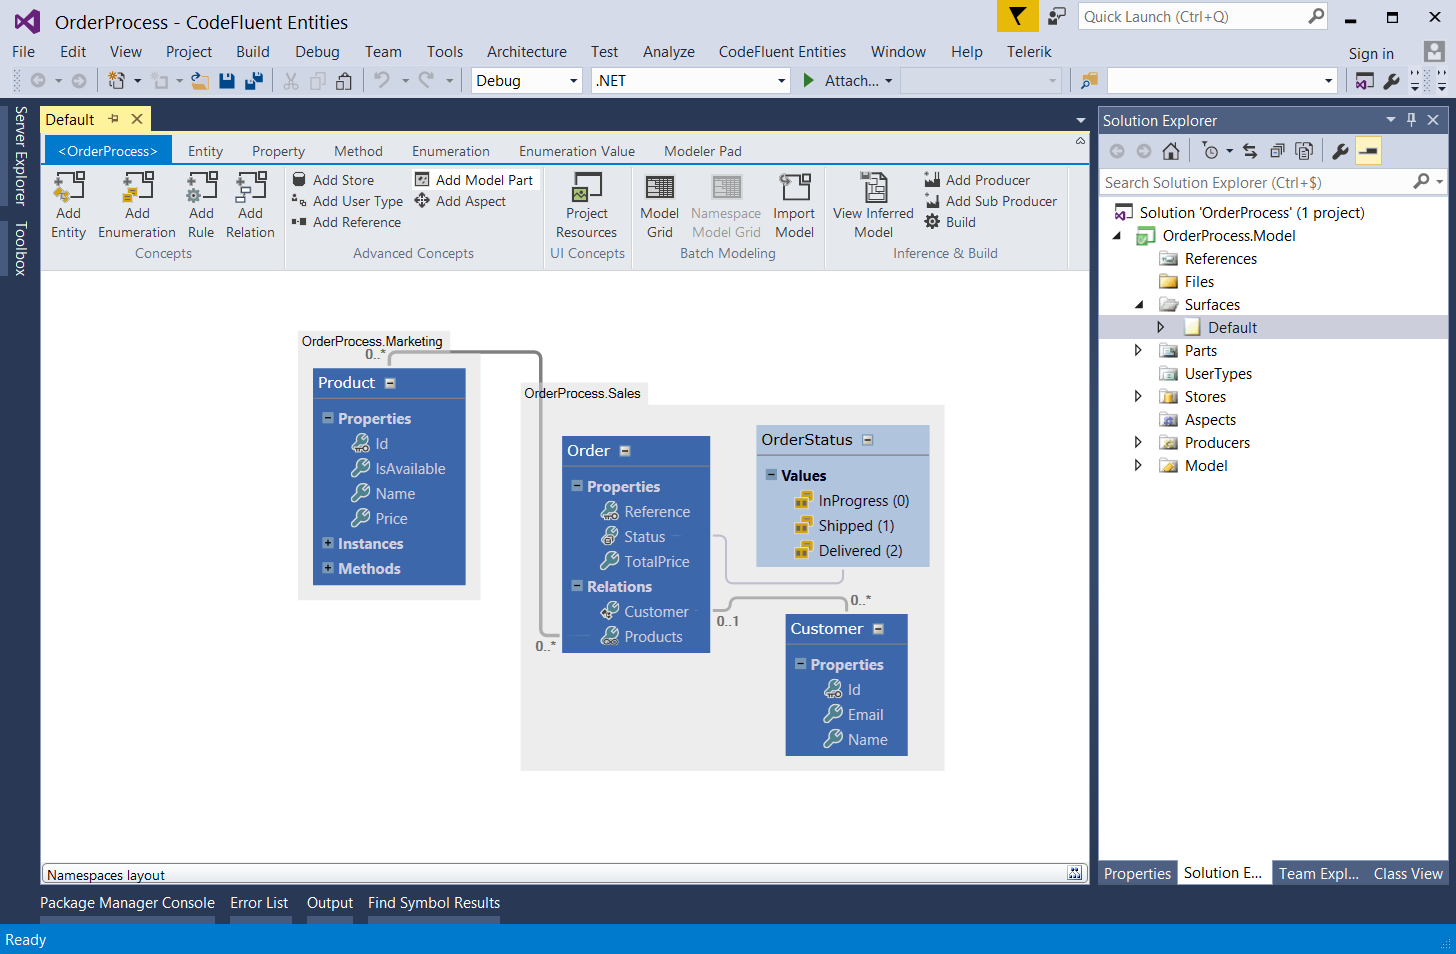 OrderProcess - CodeFluent Entities
Quick Launch (Ctrl+Q)
File Edit View Project Build Debug Team Tools Architecture Test Analyze CodeFluent Entities Window Help Telerik Sign in
Debug .NET Attach...
Server Explorer
Toolbox
Default
<OrderProcess> Entity Property Method Enumeration Enumeration Value Modeler Pad
Add Entity
Add Enumeration
Add Rule
Add Relation
Concepts
Add Store
Add User Type
Add Reference
Add Model Part
Add Aspect
Advanced Concepts
Project Resources
UI Concepts
Model Grid
Namespace Model Grid
Import Model
Batch Modeling
View Inferred Model
Add Producer
Add Sub Producer
Build
Inference & Build
OrderProcess.Marketing
0..*
Product
Properties
Id
IsAvailable
Name
Price
Instances
Methods
OrderProcess.Sales
Order
Properties
Reference
Status
TotalPrice
Relations
Customer
Products
0..*
0..1
OrderStatus
Values
InProgress (0)
Shipped (1)
Delivered (2)
0..*
Customer
Properties
Id
Email
Name
Namespaces layout
Solution Explorer
Search Solution Explorer (Ctrl+$)
Solution 'OrderProcess' (1 project)
OrderProcess.Model
References
Files
Surfaces
Default
Parts
UserTypes
Stores
Aspects
Producers
Model
Properties Solution E... Team Expl... Class View
Package Manager Console Error List Output Find Symbol Results
Ready